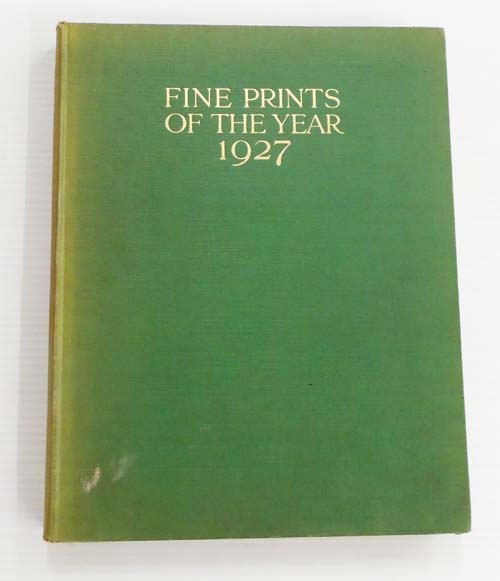 FINE PRINTS
OF THE YEAR
1927